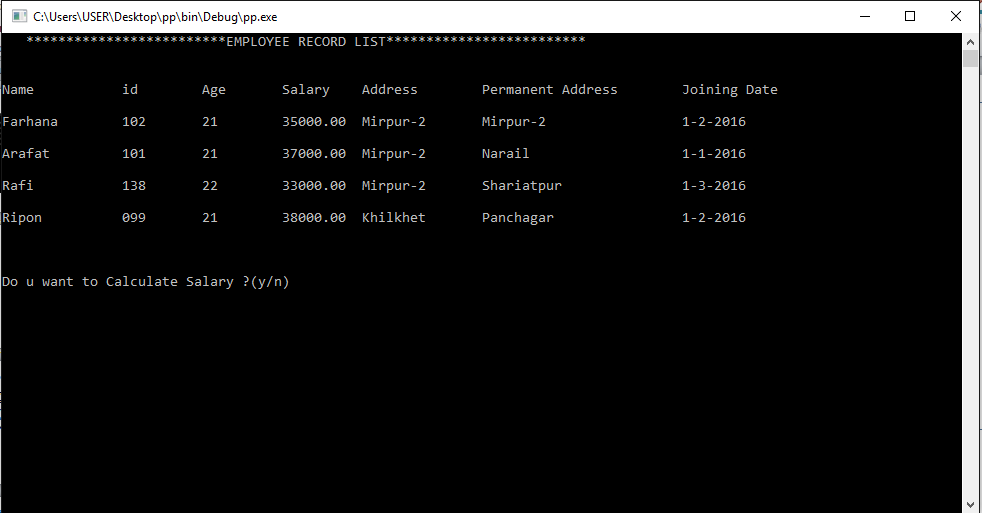 C:\Users\USER\Desktop\pp\bin\Debug\pp.exe
*************************EMPLOYEE RECORD LIST*************************
Name id Age Salary Address Permanent Address Joining Date
Farhana 102 21 35000.00 Mirpur-2 Mirpur-2 1-2-2016
Arafat 101 21 37000.00 Mirpur-2 Narail 1-1-2016
Rafi 138 22 33000.00 Mirpur-2 Shariatpur 1-3-2016
Ripon 099 21 38000.00 Khilkhet Panchagar 1-2-2016
Do u want to Calculate Salary ?(y/n)